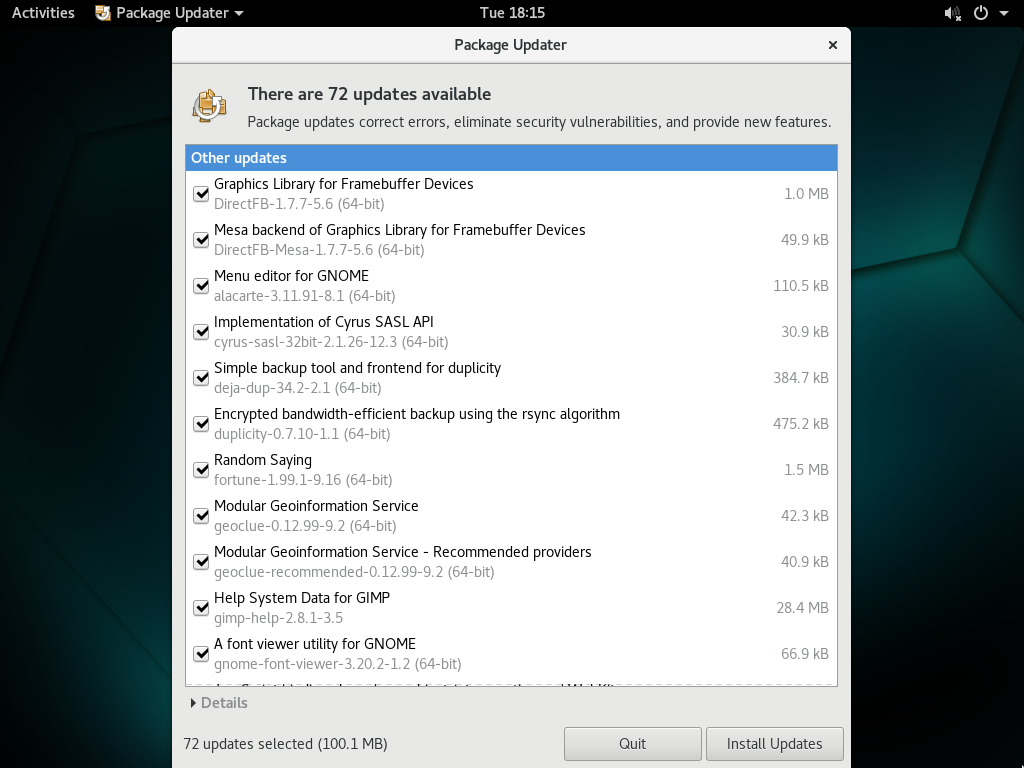 Activities Package Updater Tue 18:15
Package Updater
There are 72 updates available
Package updates correct errors, eliminate security vulnerabilities, and provide new features.
Other updates
Graphics Library for Framebuffer Devices
DirectFB-1.7.7-5.6 (64-bit) 1.0 MB
Mesa backend of Graphics Library for Framebuffer Devices
DirectFB-Mesa-1.7.7-5.6 (64-bit) 49.9 kB
Menu editor for GNOME
alacarte-3.11.91-8.1 (64-bit) 110.5 kB
Implementation of Cyrus SASL API
cyrus-sasl-32bit-2.1.26-12.3 (64-bit) 30.9 kB
Simple backup tool and frontend for duplicity
deja-dup-34.2-2.1 (64-bit) 384.7 kB
Encrypted bandwidth-efficient backup using the rsync algorithm
duplicity-0.7.10-1.1 (64-bit) 475.2 kB
Random Saying
fortune-1.99.1-9.16 (64-bit) 1.5 MB
Modular Geoinformation Service
geoclue-0.12.99-9.2 (64-bit) 42.3 kB
Modular Geoinformation Service - Recommended providers
geoclue-recommended-0.12.99-9.2 (64-bit) 40.9 kB
Help System Data for GIMP
gimp-help-2.8.1-3.5 28.4 MB
A font viewer utility for GNOME
gnome-font-viewer-3.20.2-1.2 (64-bit) 66.9 kB
Details
72 updates selected (100.1 MB) Quit Install Updates